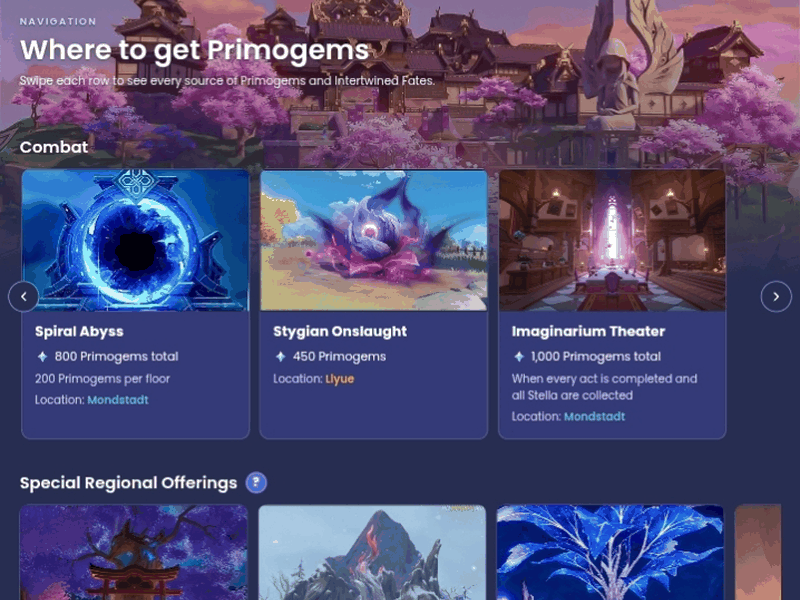 NAVIGATION
Where to get Primogems
Swipe each row to see every source of Primogems and Intertwined Fates.
Combat
Spiral Abyss
800 Primogems total
200 Primogems per floor
Location: Mondstadt
Stygian Onslaught
450 Primogems
Location: Liyue
Imaginarium Theater
1,000 Primogems total
When every act is completed and
all Stella are collected
Location: Mondstadt
Special Regional Offerings ?